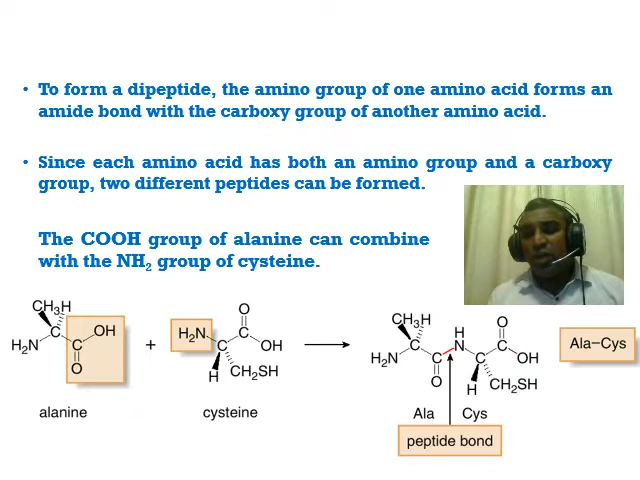 • To form a dipeptide, the amino group of one amino acid forms an
amide bond with the carboxy group of another amino acid.
• Since each amino acid has both an amino group and a carboxy
group, two different peptides can be formed.
The COOH group of alanine can combine
with the NH₂ group of cysteine.
CH₃H
C
OH
H₂N
C
O
alanine
+
O
H₂N
C
C
OH
H
CH₂SH
cysteine
CH₃H
H
O
C
N
C
OH
H₂N
C
C
O
H
CH₂SH
Ala
Cys
peptide bond
Ala–Cys